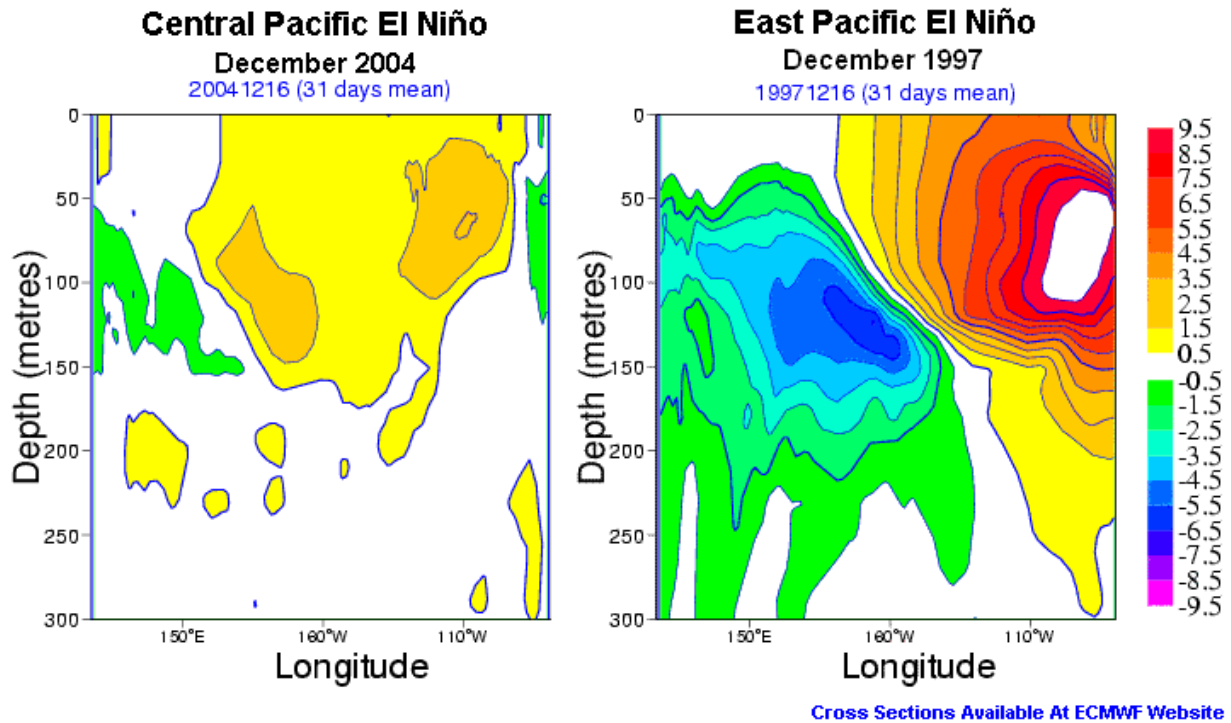 Central Pacific El Niño
December 2004
20041216 (31 days mean)
0
50
100
150
200
250
300
Depth (metres)
150°E
160°W
110°W
Longitude
East Pacific El Niño
December 1997
19971216 (31 days mean)
0
50
100
150
200
250
300
Depth (metres)
150°E
160°W
110°W
Longitude
9.5
8.5
7.5
6.5
5.5
4.5
3.5
2.5
1.5
0.5
-0.5
-1.5
-2.5
-3.5
-4.5
-5.5
-6.5
-7.5
-8.5
-9.5
Cross Sections Available At ECMWF Website